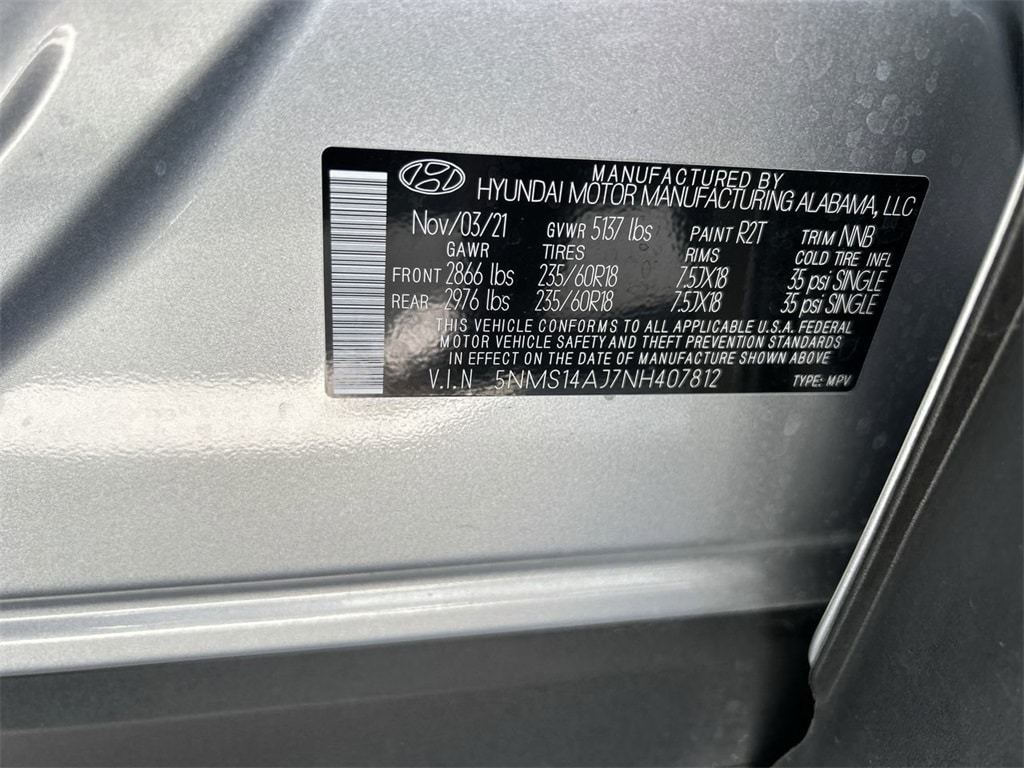 MANUFACTURED BY
HYUNDAI MOTOR MANUFACTURING ALABAMA, LLC
Nov/03/21 GVWR 5137 lbs PAINT R2T TRIM NNB
GAWR TIRES RIMS COLD TIRE INFL
FRONT 2866 lbs 235/60R18 7.5JX18 35 psi SINGLE
REAR 2976 lbs 235/60R18 7.5JX18 35 psi SINGLE
THIS VEHICLE CONFORMS TO ALL APPLICABLE U.S.A. FEDERAL
MOTOR VEHICLE SAFETY AND THEFT PREVENTION STANDARDS
IN EFFECT ON THE DATE OF MANUFACTURE SHOWN ABOVE
V.I.N 5NMS14AJ7NH407812 TYPE: MPV